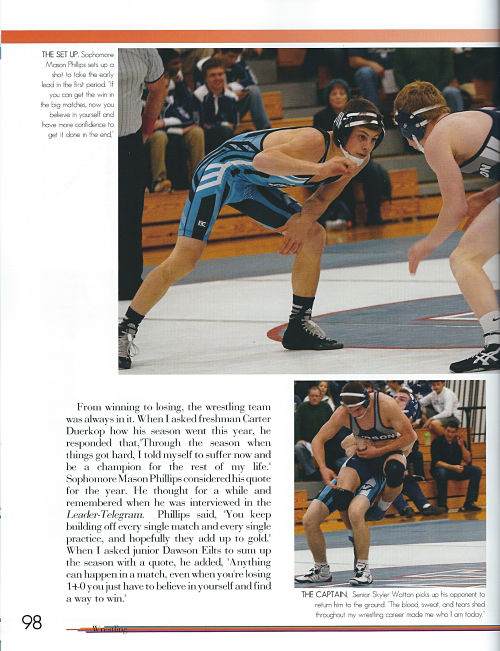 THE SET UP. Sophomore
Mason Phillips sets up a
shot to take the early
lead in the first period. 'If
you can get the win in
the big matches, now you
believe in yourself and
have more confidence to
get it done in the end,'
From winning to losing, the wrestling team
was always in it. When I asked freshman Carter
Duerkop how his season went this year, he
responded that,'Through the season when
things got hard, I told myself to suffer now and
be a champion for the rest of my life.'
Sophomore Mason Phillips considered his quote
for the year. He thought for a while and
remembered when he was interviewed in the
Leader-Telegram. Phillips said, 'You keep
building off every single match and every single
practice, and hopefully they add up to gold.'
When I asked junior Dawson Eilts to sum up
the season with a quote, he added, 'Anything
can happen in a match, even when you're losing
14-0 you just have to believe in yourself and find
a way to win.'
THE CAPTAIN. Senior Skyler Wotton picks up his opponent to
return him to the ground. 'The blood, sweat, and tears shed
throughout my wrestling career made me who I am today,'
98
Wrestling